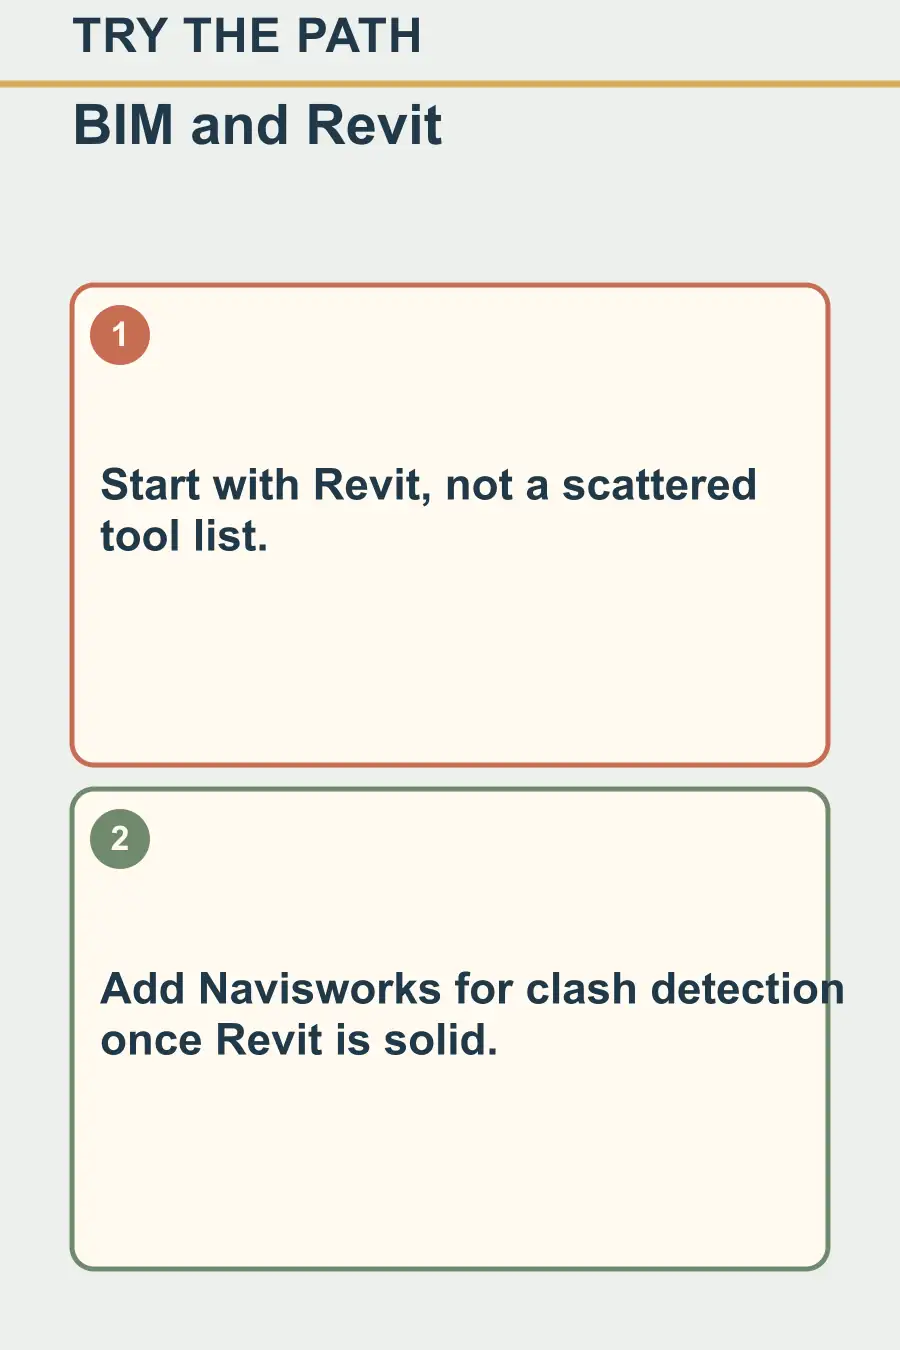 TRY THE PATH
BIM and Revit
1
Start with Revit, not a scattered
tool list.
2
Add Navisworks for clash detection
once Revit is solid.